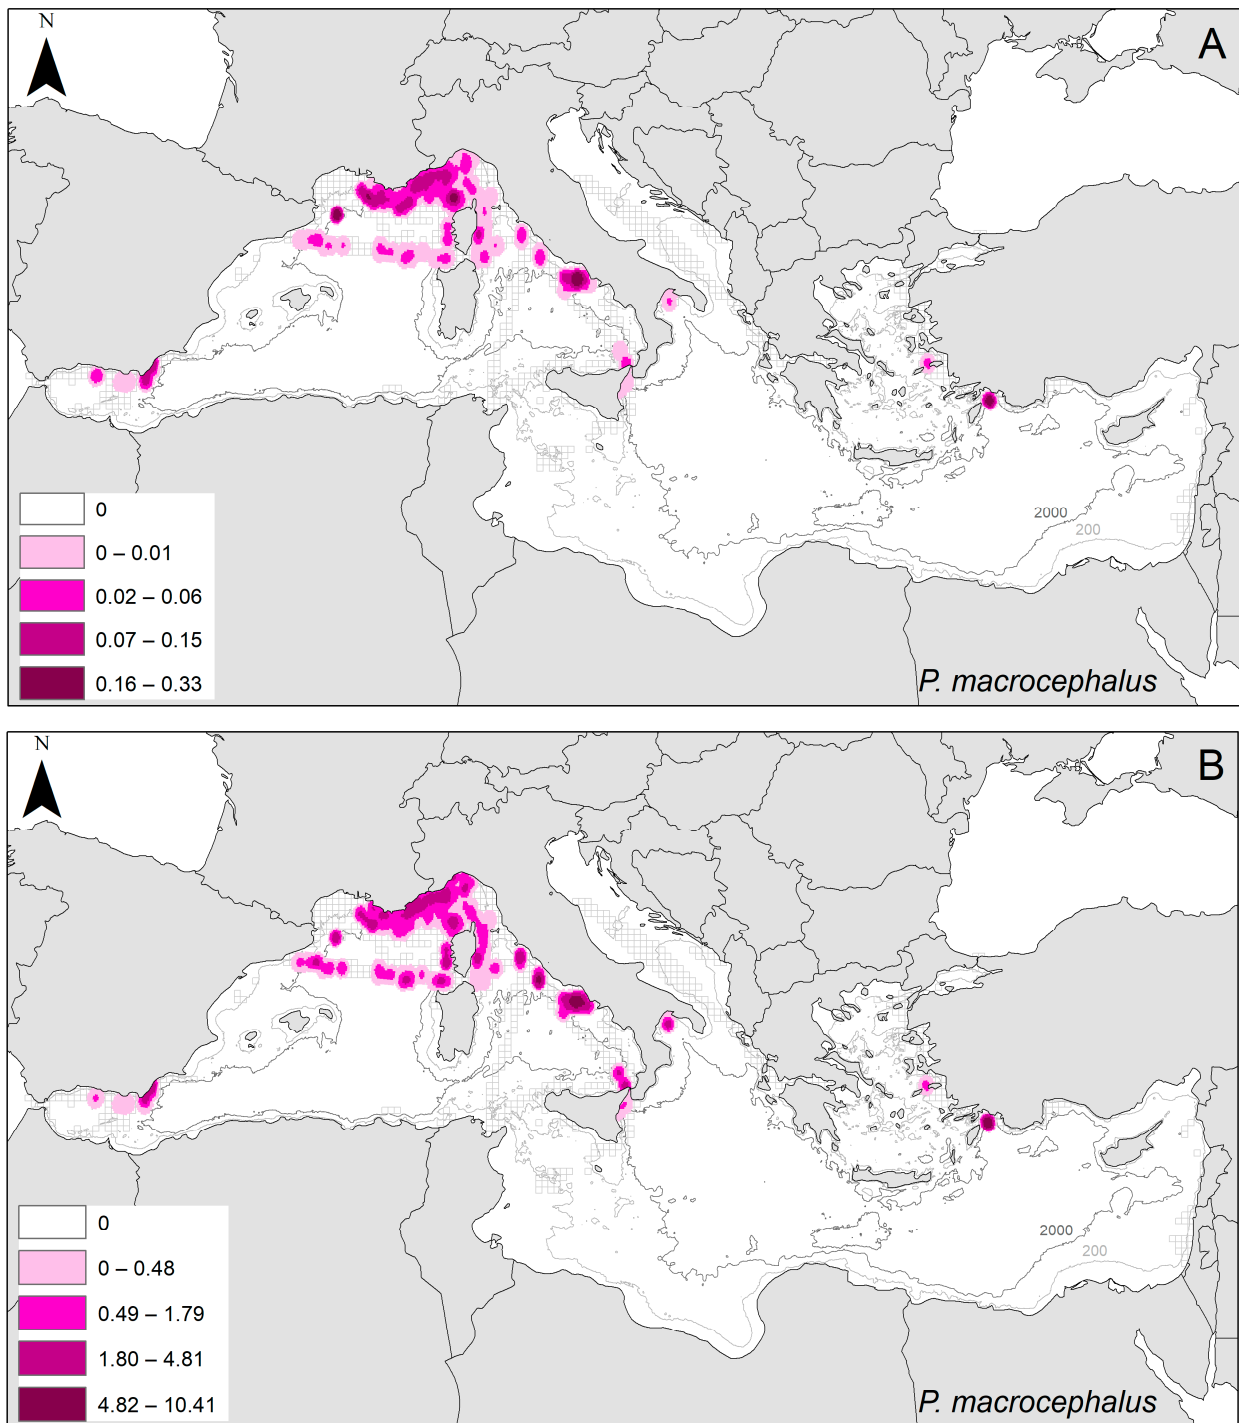 N
A
2000
200
0
0 – 0.01
0.02 – 0.06
0.07 – 0.15
0.16 – 0.33
P. macrocephalus
N
B
2000
200
0
0 – 0.48
0.49 – 1.79
1.80 – 4.81
4.82 – 10.41
P. macrocephalus